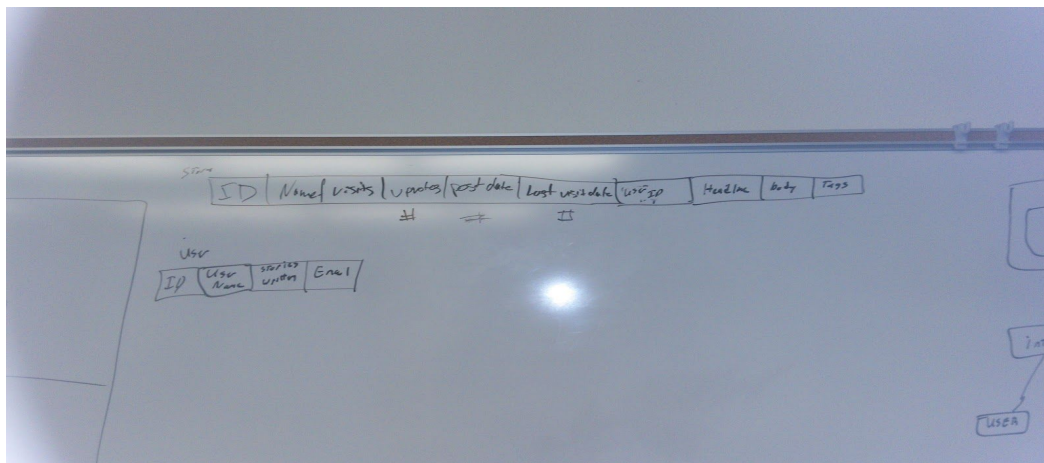 Story
ID Name visits upvotes post date Last visit date user ID Headline body Tags
# # #
User
ID User Name stories written Email
USER